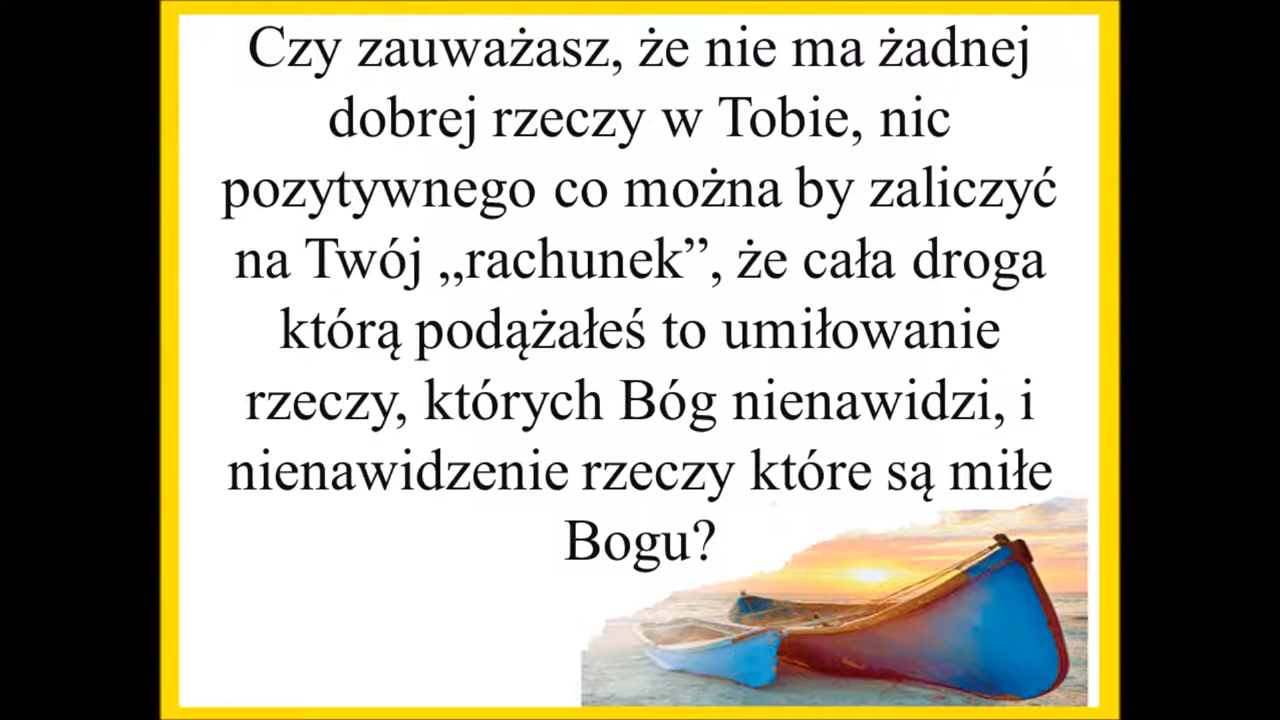 Czy zauważasz, że nie ma żadnej
dobrej rzeczy w Tobie, nic
pozytywnego co można by zaliczyć
na Twój „rachunek”, że cała droga
którą podążałeś to umiłowanie
rzeczy, których Bóg nienawidzi, i
nienawidzenie rzeczy które są miłe
Bogu?